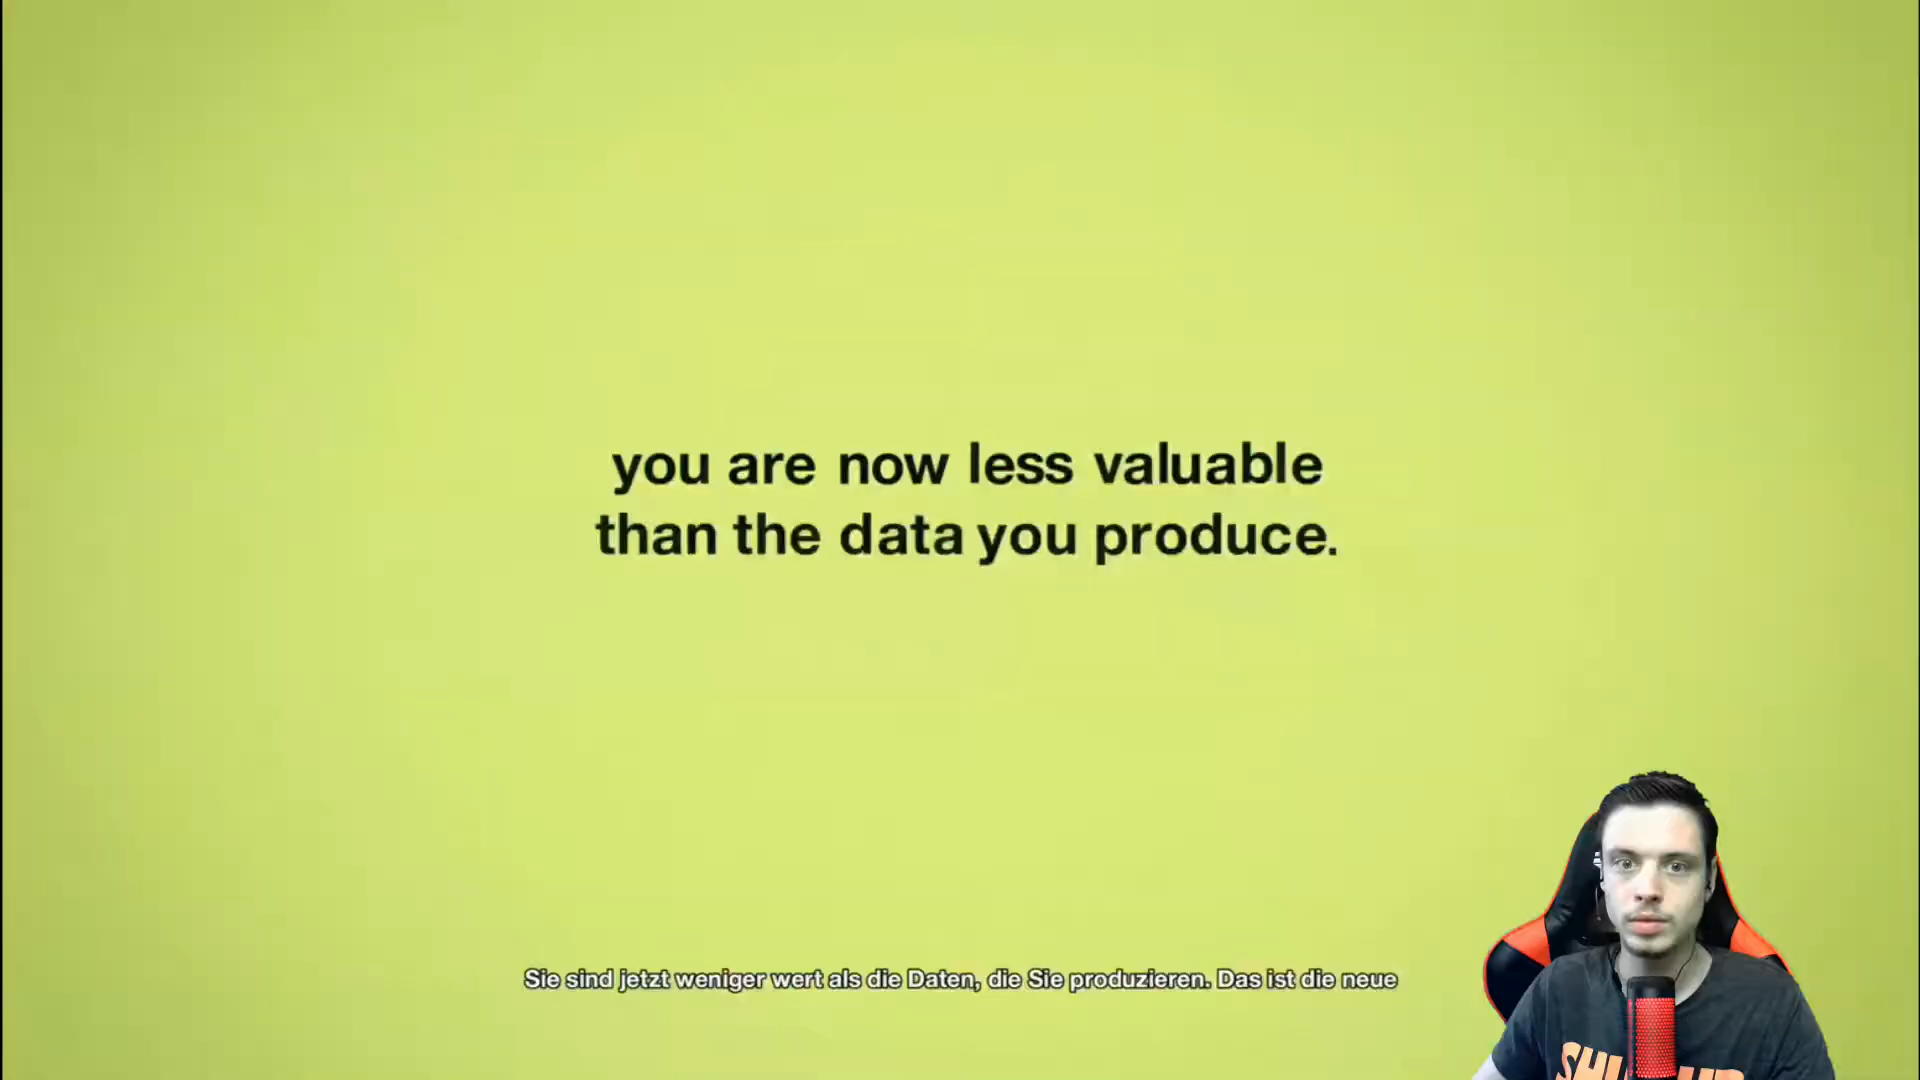 you are now less valuable
than the data you produce.
Sie sind jetzt weniger wert als die Daten, die Sie produzieren. Das ist die neue